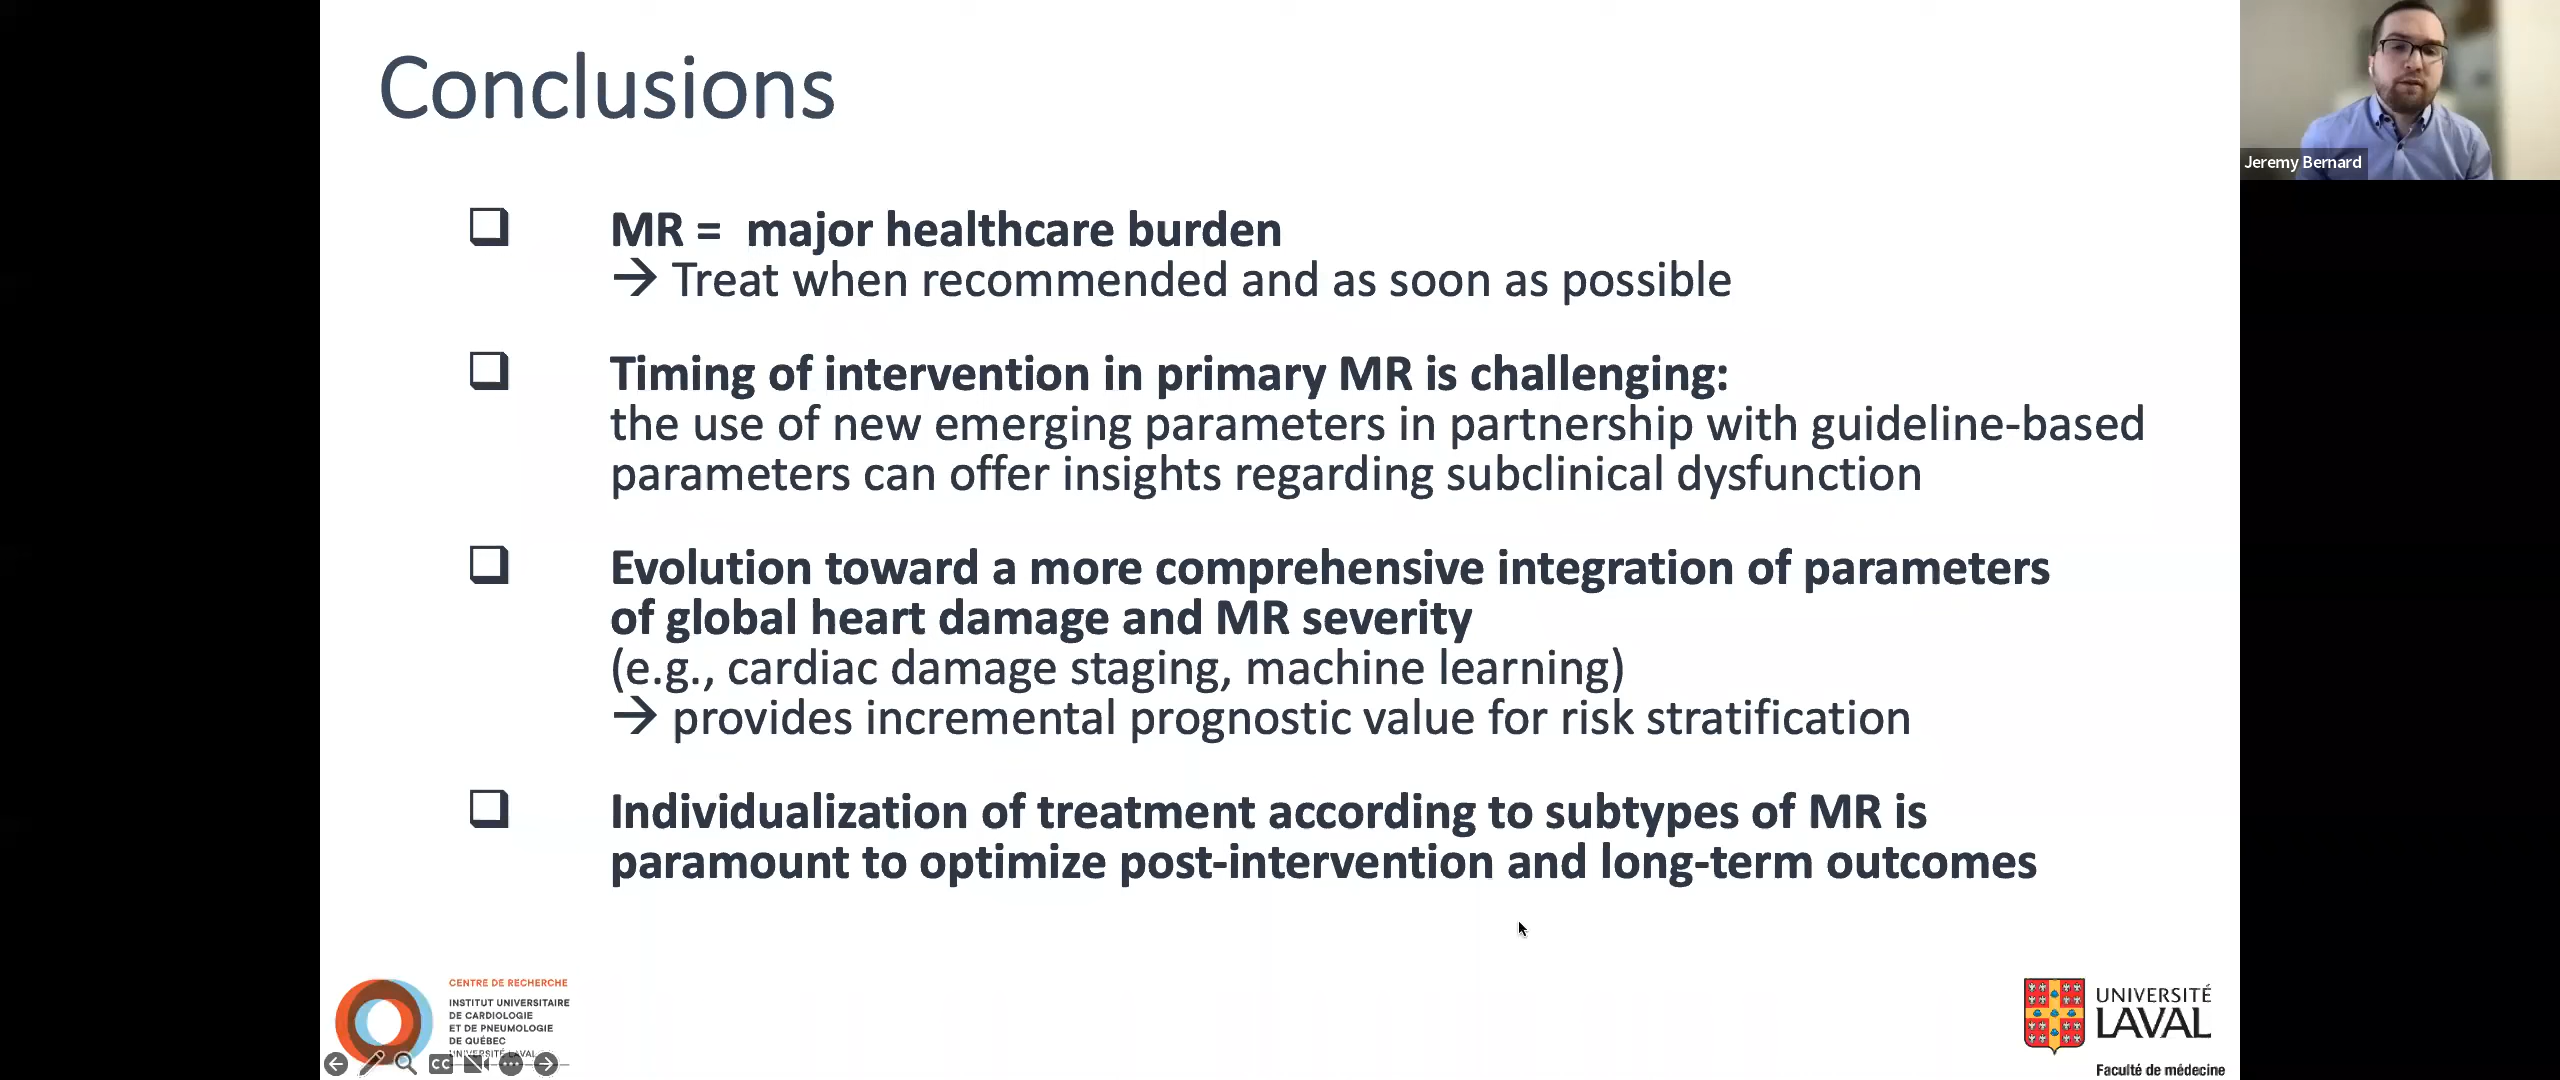 Conclusions
Jeremy Bernard
❑ MR = major healthcare burden
→ Treat when recommended and as soon as possible
❑ Timing of intervention in primary MR is challenging:
the use of new emerging parameters in partnership with guideline-based
parameters can offer insights regarding subclinical dysfunction
❑ Evolution toward a more comprehensive integration of parameters
of global heart damage and MR severity
(e.g., cardiac damage staging, machine learning)
→ provides incremental prognostic value for risk stratification
❑ Individualization of treatment according to subtypes of MR is
paramount to optimize post-intervention and long-term outcomes
CENTRE DE RECHERCHE
INSTITUT UNIVERSITAIRE
DE CARDIOLOGIE
ET DE PNEUMOLOGIE
DE QUÉBEC
UNIVERSITÉ LAVAL
CC
UNIVERSITÉ
LAVAL
Faculté de médecine